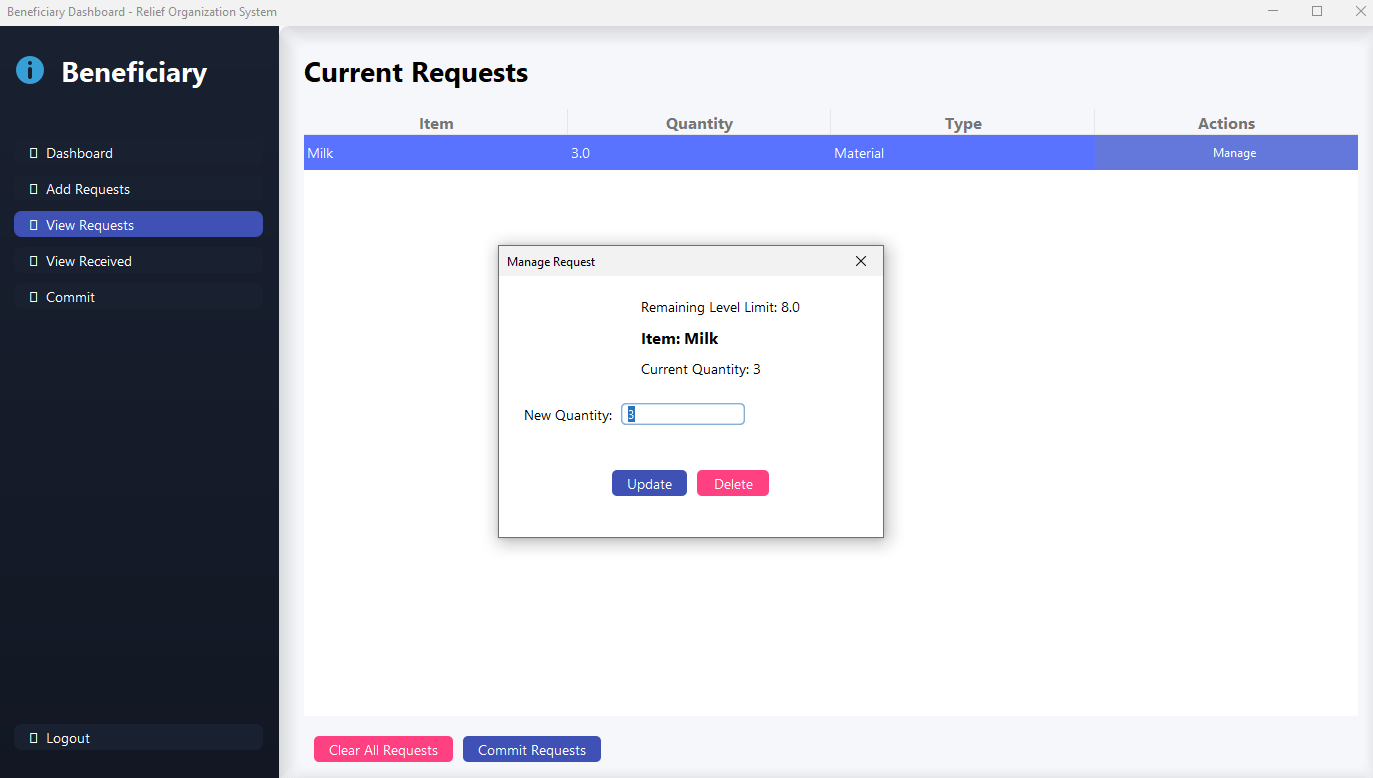 Beneficiary Dashboard - Relief Organization System
Beneficiary
Dashboard
Add Requests
View Requests
View Received
Commit
Logout
Current Requests
Item Quantity Type Actions
Milk 3.0 Material Manage
Manage Request
Remaining Level Limit: 8.0
Item: Milk
Current Quantity: 3
New Quantity: 3
Update Delete
Clear All Requests Commit Requests